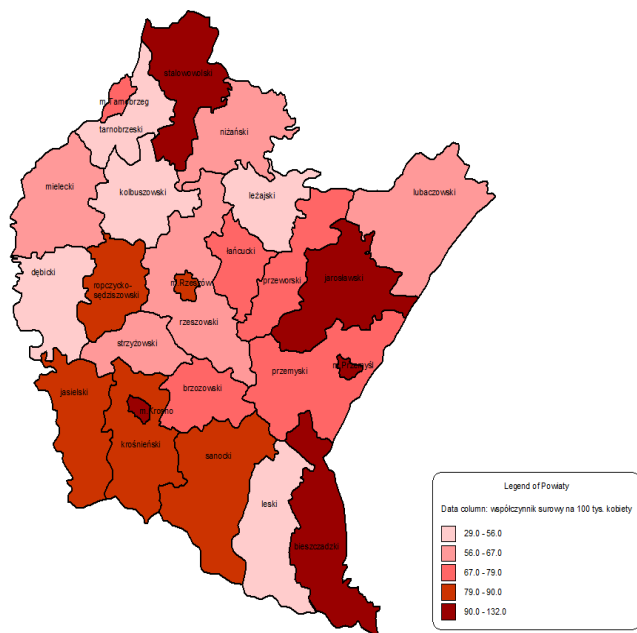 stalowowolski
m.Tarnobrzeg
tarnobrzeski
niżański
mielecki
kolbuszowski
leżajski
lubaczowski
łańcucki
dębicki
ropczycko-
sędziszowski
m.Rzeszów
przeworski
jarosławski
rzeszowski
strzyżowski
jasielski
brzozowski
przemyski
m.Przemyśl
m.Krosno
krośnieński
sanocki
leski
bieszczadzki
Legend of Powiaty
Data column: współczynnik surowy na 100 tys. kobiety
29.0 - 56.0
56.0 - 67.0
67.0 - 79.0
79.0 - 90.0
90.0 - 132.0